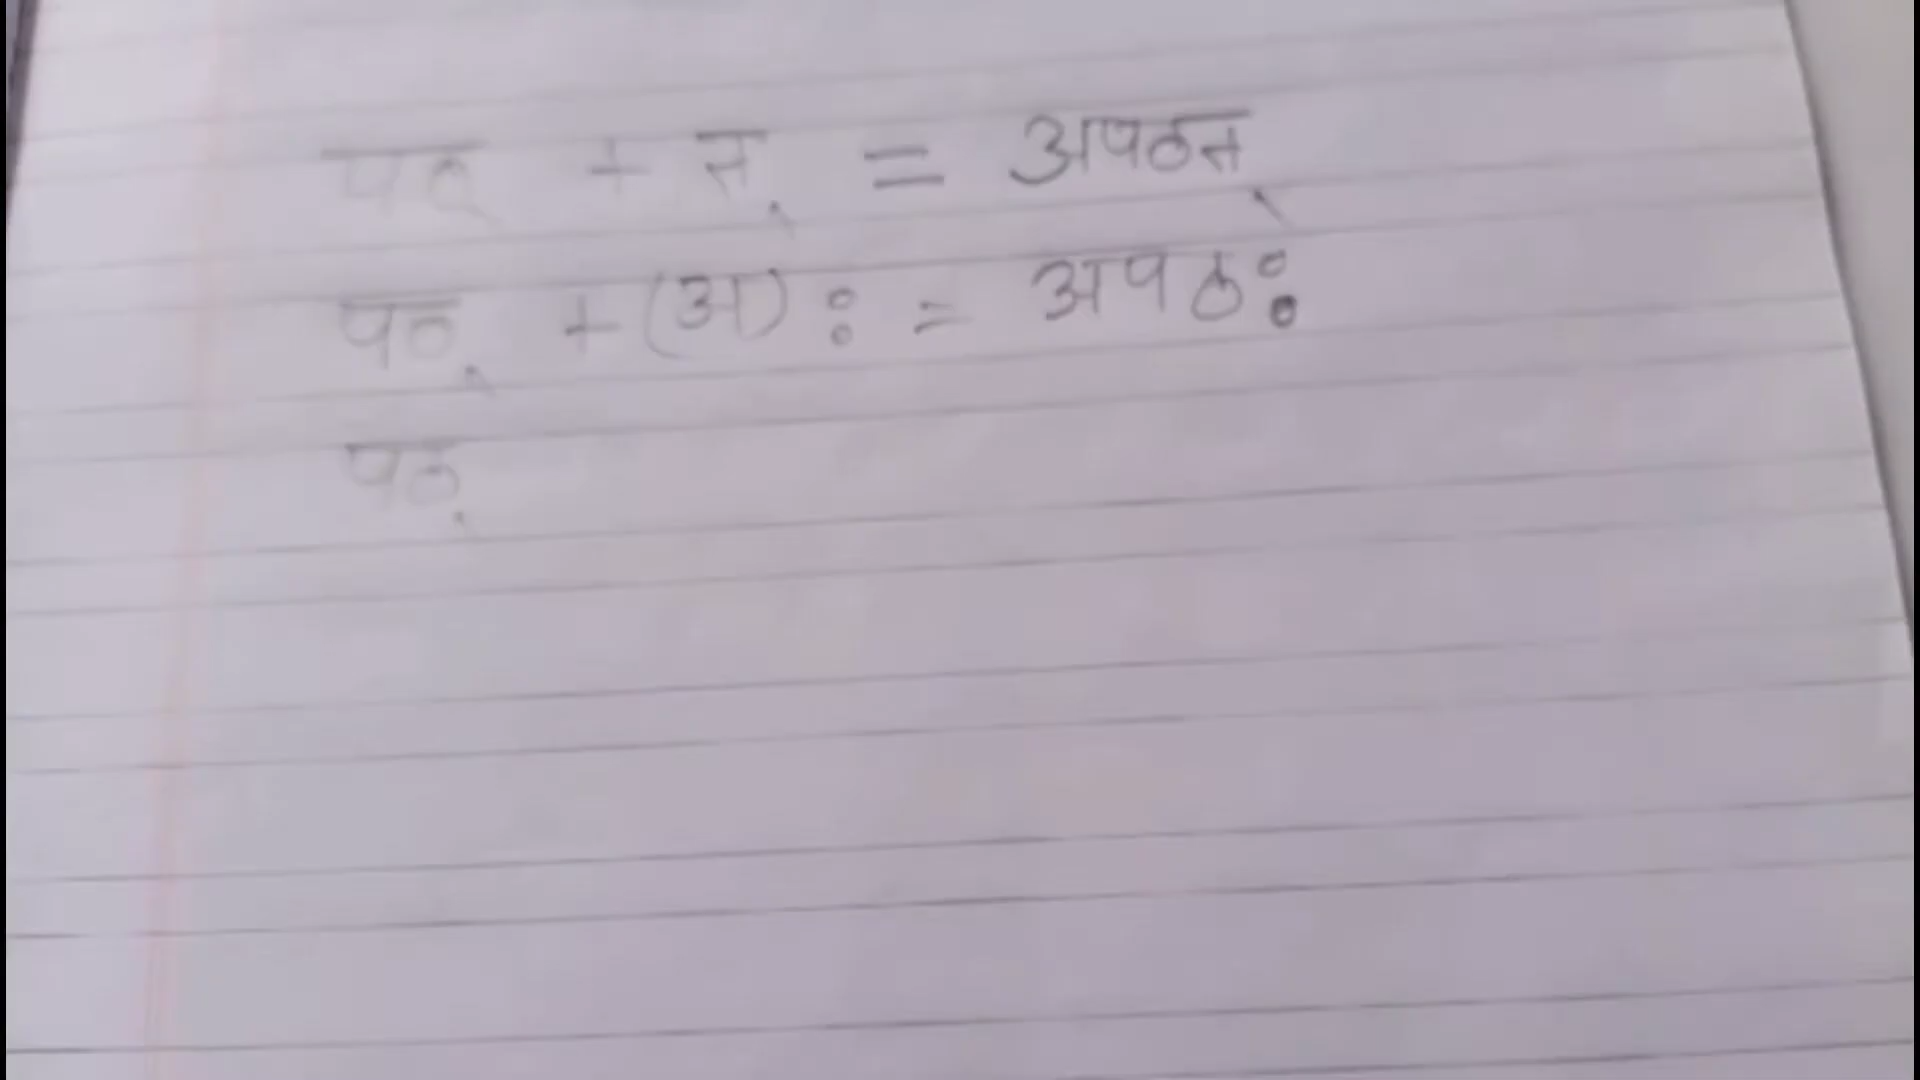 पठ् + त् = अपठत्
पठ् + (अ) : = अपठः
पठ्